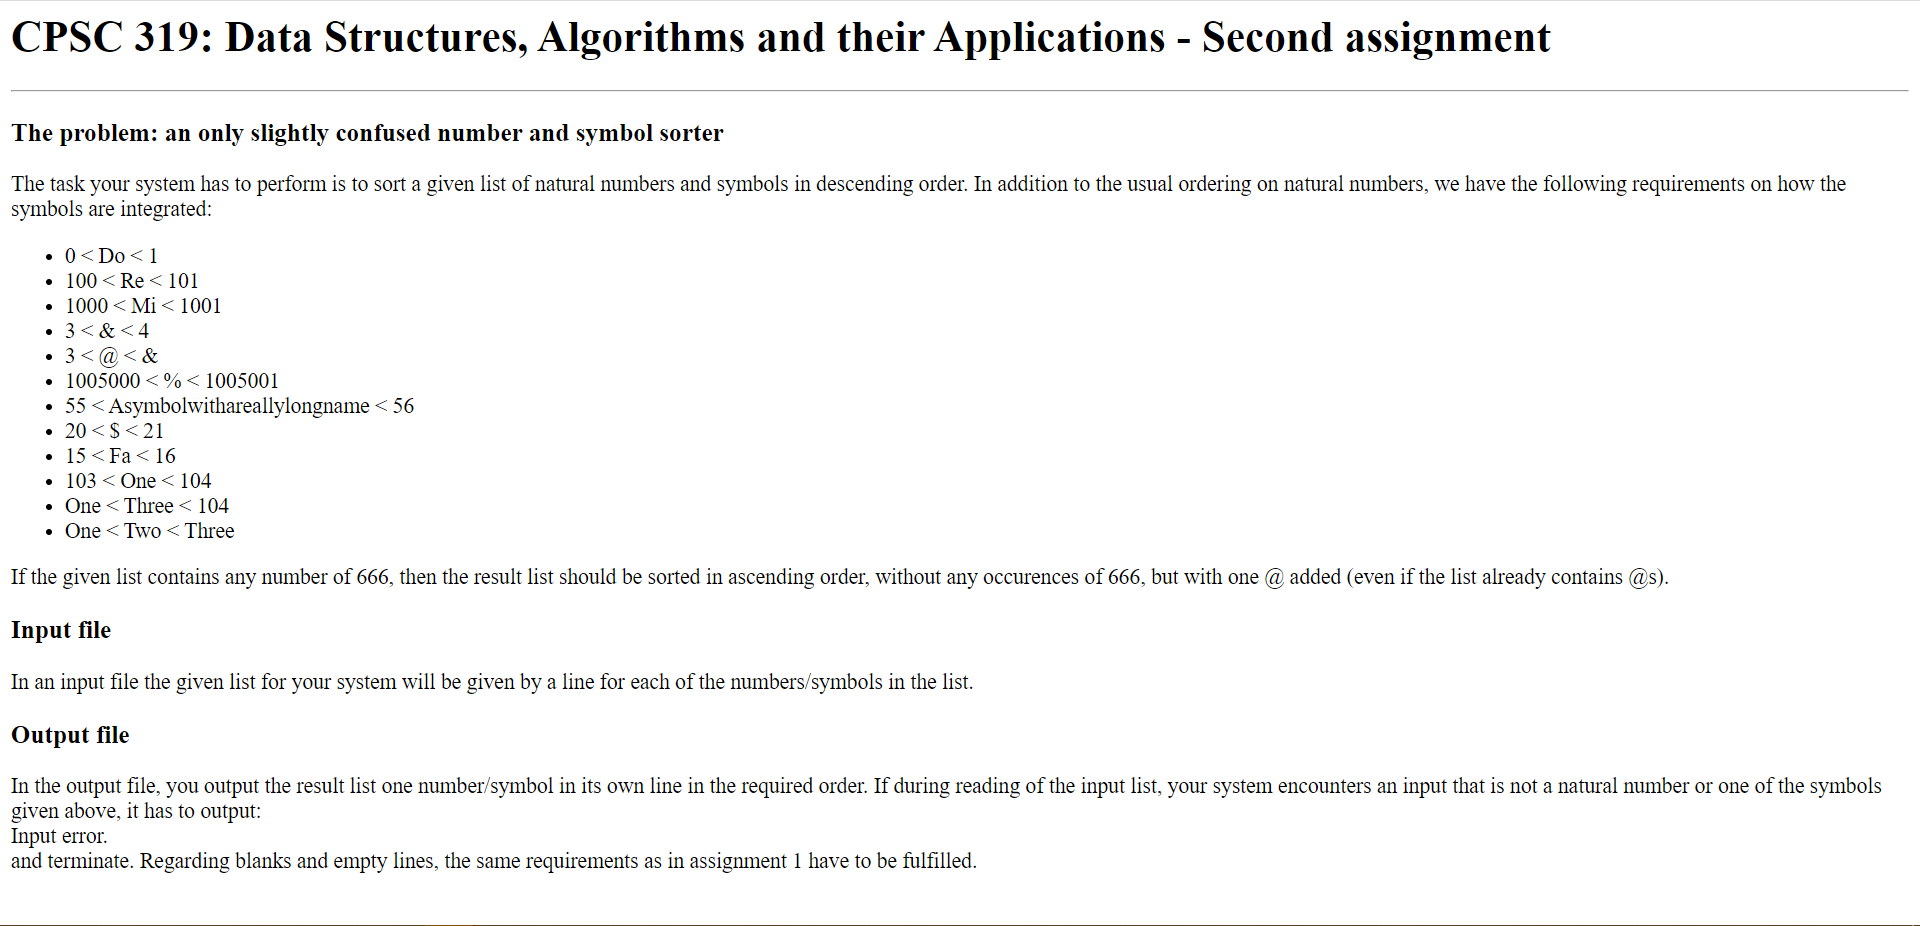 CPSC 319: Data Structures, Algorithms and their Applications - Second assignment
The problem: an only slightly confused number and symbol sorter
The task your system has to perform is to sort a given list of natural numbers and symbols in descending order. In addition to the usual ordering on natural numbers, we have the following requirements on how the
symbols are integrated:
• 0 < Do < 1
• 100 < Re < 101
• 1000 < Mi < 1001
• 3 < & < 4
• 3 < @ < &
• 1005000 < % < 1005001
• 55 < Asymbolwithareallylongname < 56
• 20 < $ < 21
• 15 < Fa < 16
• 103 < One < 104
• One < Three < 104
• One < Two < Three
If the given list contains any number of 666, then the result list should be sorted in ascending order, without any occurences of 666, but with one @ added (even if the list already contains @s).
Input file
In an input file the given list for your system will be given by a line for each of the numbers/symbols in the list.
Output file
In the output file, you output the result list one number/symbol in its own line in the required order. If during reading of the input list, your system encounters an input that is not a natural number or one of the symbols
given above, it has to output:
Input error.
and terminate. Regarding blanks and empty lines, the same requirements as in assignment 1 have to be fulfilled.